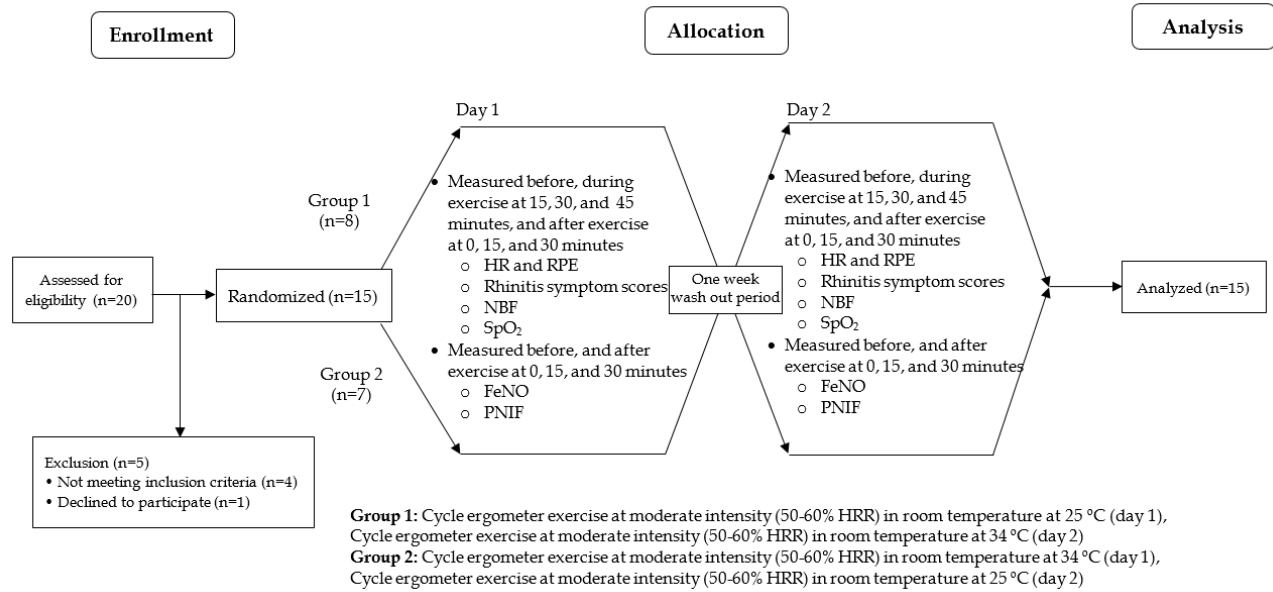 Enrollment
Allocation
Analysis
Assessed for
eligibility (n=20)
Randomized (n=15)
Exclusion (n=5)
• Not meeting inclusion criteria (n=4)
• Declined to participate (n=1)
Group 1
(n=8)
Group 2
(n=7)
Day 1
• Measured before, during
exercise at 15, 30, and 45
minutes, and after exercise
at 0, 15, and 30 minutes
o HR and RPE
o Rhinitis symptom scores
o NBF
o SpO₂
• Measured before, and after
exercise at 0, 15, and 30 minutes
o FeNO
o PNIF
One week
wash out period
Day 2
• Measured before, during
exercise at 15, 30, and 45
minutes, and after exercise
at 0, 15, and 30 minutes
o HR and RPE
o Rhinitis symptom scores
o NBF
o SpO₂
• Measured before, and after
exercise at 0, 15, and 30 minutes
o FeNO
o PNIF
Analyzed (n=15)
Group 1: Cycle ergometer exercise at moderate intensity (50-60% HRR) in room temperature at 25 °C (day 1),
Cycle ergometer exercise at moderate intensity (50-60% HRR) in room temperature at 34 °C (day 2)
Group 2: Cycle ergometer exercise at moderate intensity (50-60% HRR) in room temperature at 34 °C (day 1),
Cycle ergometer exercise at moderate intensity (50-60% HRR) in room temperature at 25 °C (day 2)